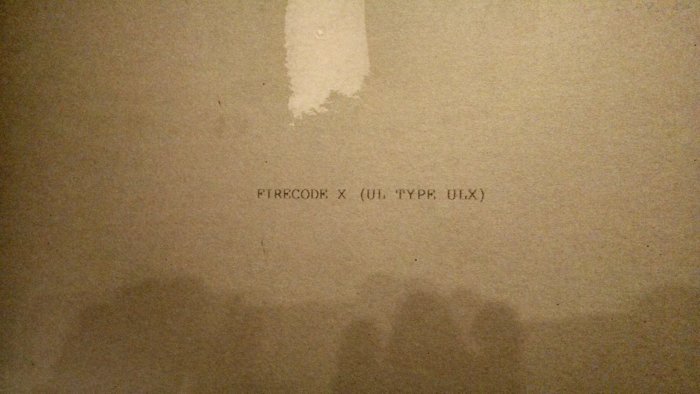 FIRECODE X (UL TYPE ULX)